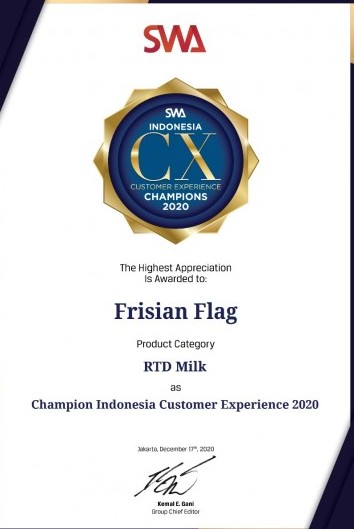 SWA
SWA
INDONESIA
CX
CUSTOMER EXPERIENCE
CHAMPIONS
2020
The Highest Appreciation
Is Awarded to:
Frisian Flag
Product Category
RTD Milk
as
Champion Indonesia Customer Experience 2020
Jakarta, December 17th, 2020
Kemal E. Gani
Group Chief Editor